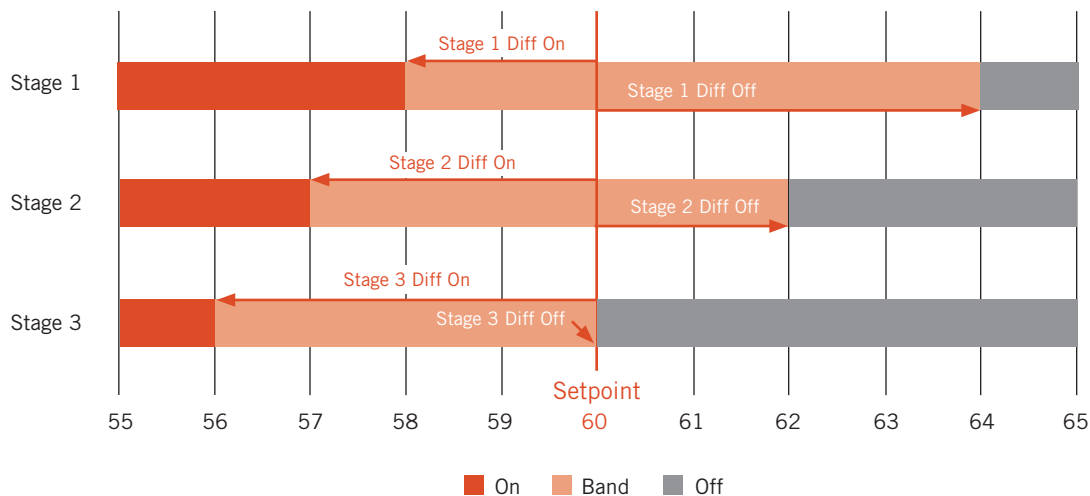 Stage 1 Diff On
Stage 1
Stage 1 Diff Off
Stage 2 Diff On
Stage 2
Stage 2 Diff Off
Stage 3 Diff On
Stage 3
Stage 3 Diff Off
Setpoint
55 56 57 58 59 60 61 62 63 64 65
On Band Off